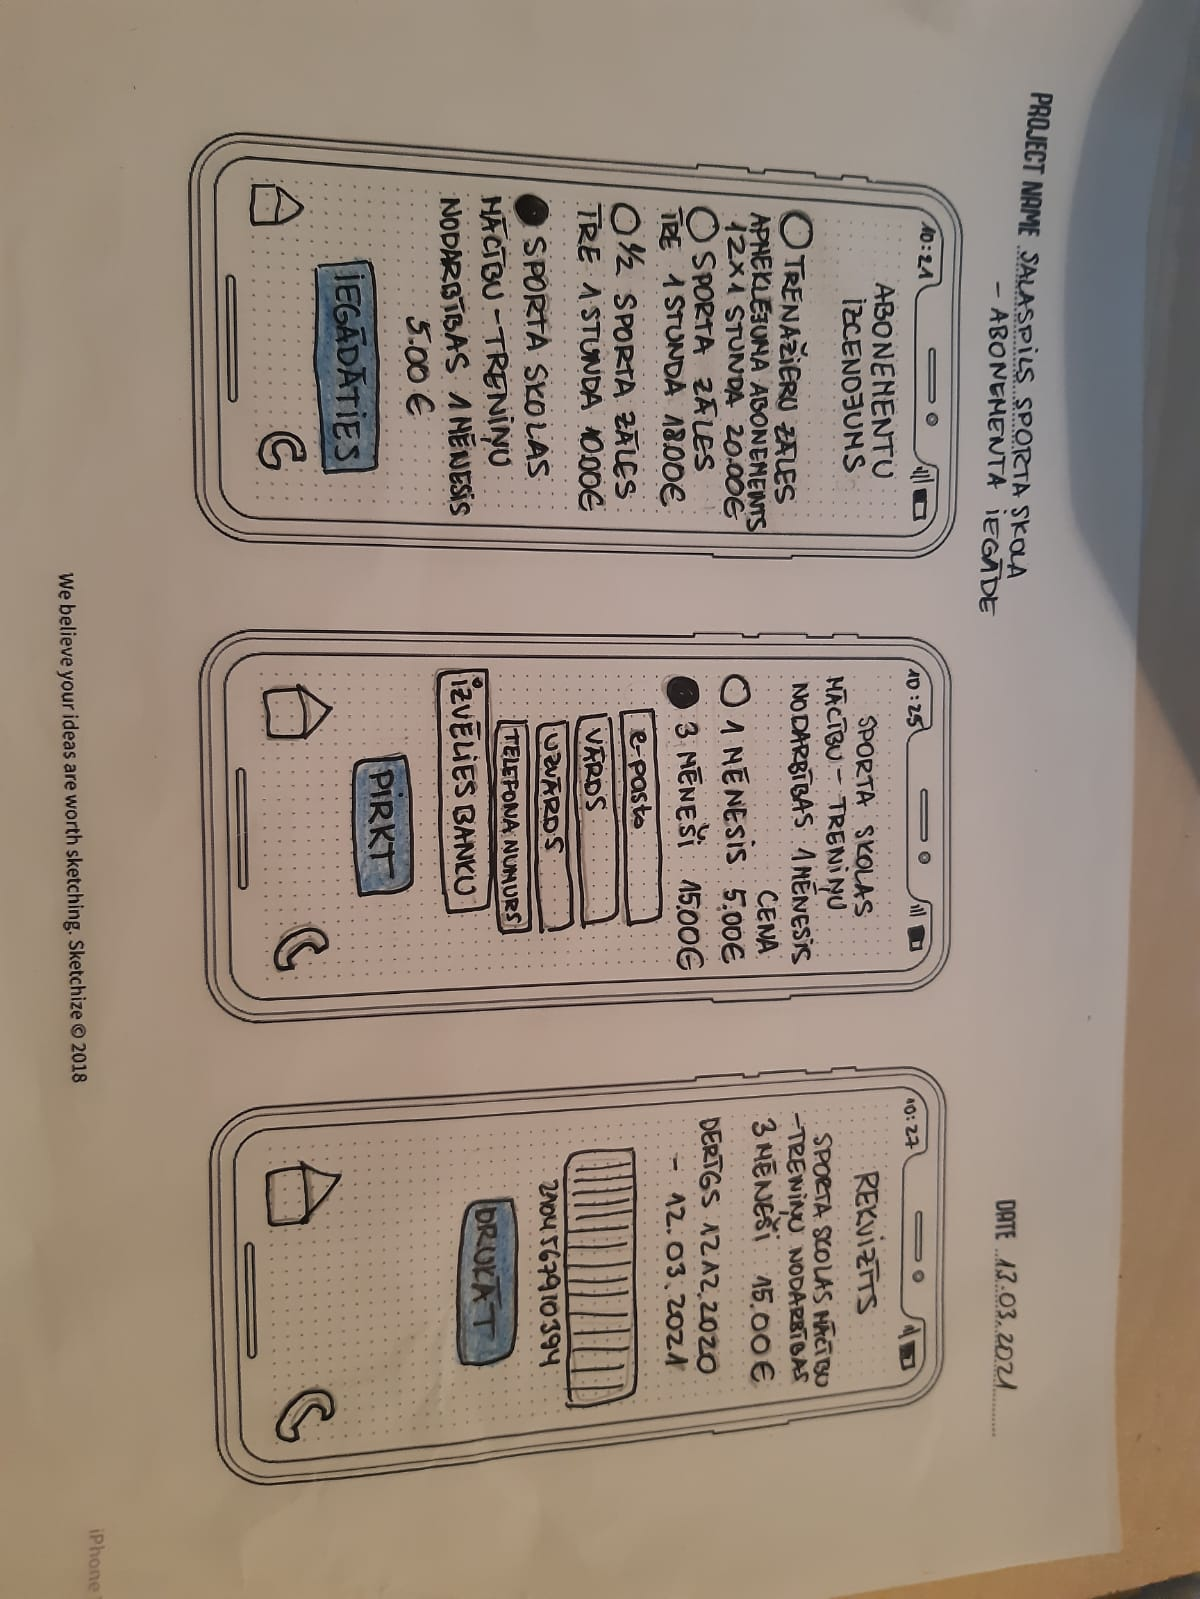 PROJECT NAME SALASPILS SPORTA SKOLA
- ABONEMENTA IEGĀDE
DATE 12.03.2021
10:21
ABONEMENTU
IZCENOJUMS
TRENAŽIERU ZĀLES
APMEKLĒJUMA ABONEMENTS
12X1 STUNDA 20.00€
SPORTA ZĀLES
ĪRE 1 STUNDA 18.00€
1/2 SPORTA ZĀLES
ĪRE 1 STUNDA 10.00€
SPORTA SKOLAS
MĀCĪBU - TRENIŅU
NODARBĪBAS 1 MĒNESIS
5.00 €
IEGĀDĀTIES
10:25
SPORTA SKOLAS
MĀCĪBU - TRENIŅU
NODARBĪBAS 1 MĒNESIS
CENA
1 MĒNESIS 5.00€
3 MĒNEŠI 15.00€
e-pasts
VĀRDS
UZVĀRDS
TELEFONA NUMURS
IZVĒLIES BANKU
PIRKT
10:27
REKVIZĪTS
SPORTA SCOLAS MĀCĪBU
-TRENIŅU NODARBĪBAS
3 MĒNEŠI 15.00€
DERĪGS 12.12.2020
- 12.03.2021
DRUKĀT
We believe your ideas are worth sketching. Sketchize © 2018
iPhone